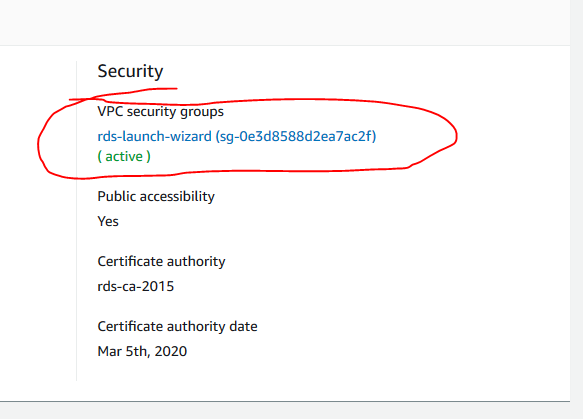 Security
VPC security groups
rds-launch-wizard (sg-0e3d8588d2ea7ac2f)
( active )
Public accessibility
Yes
Certificate authority
rds-ca-2015
Certificate authority date
Mar 5th, 2020